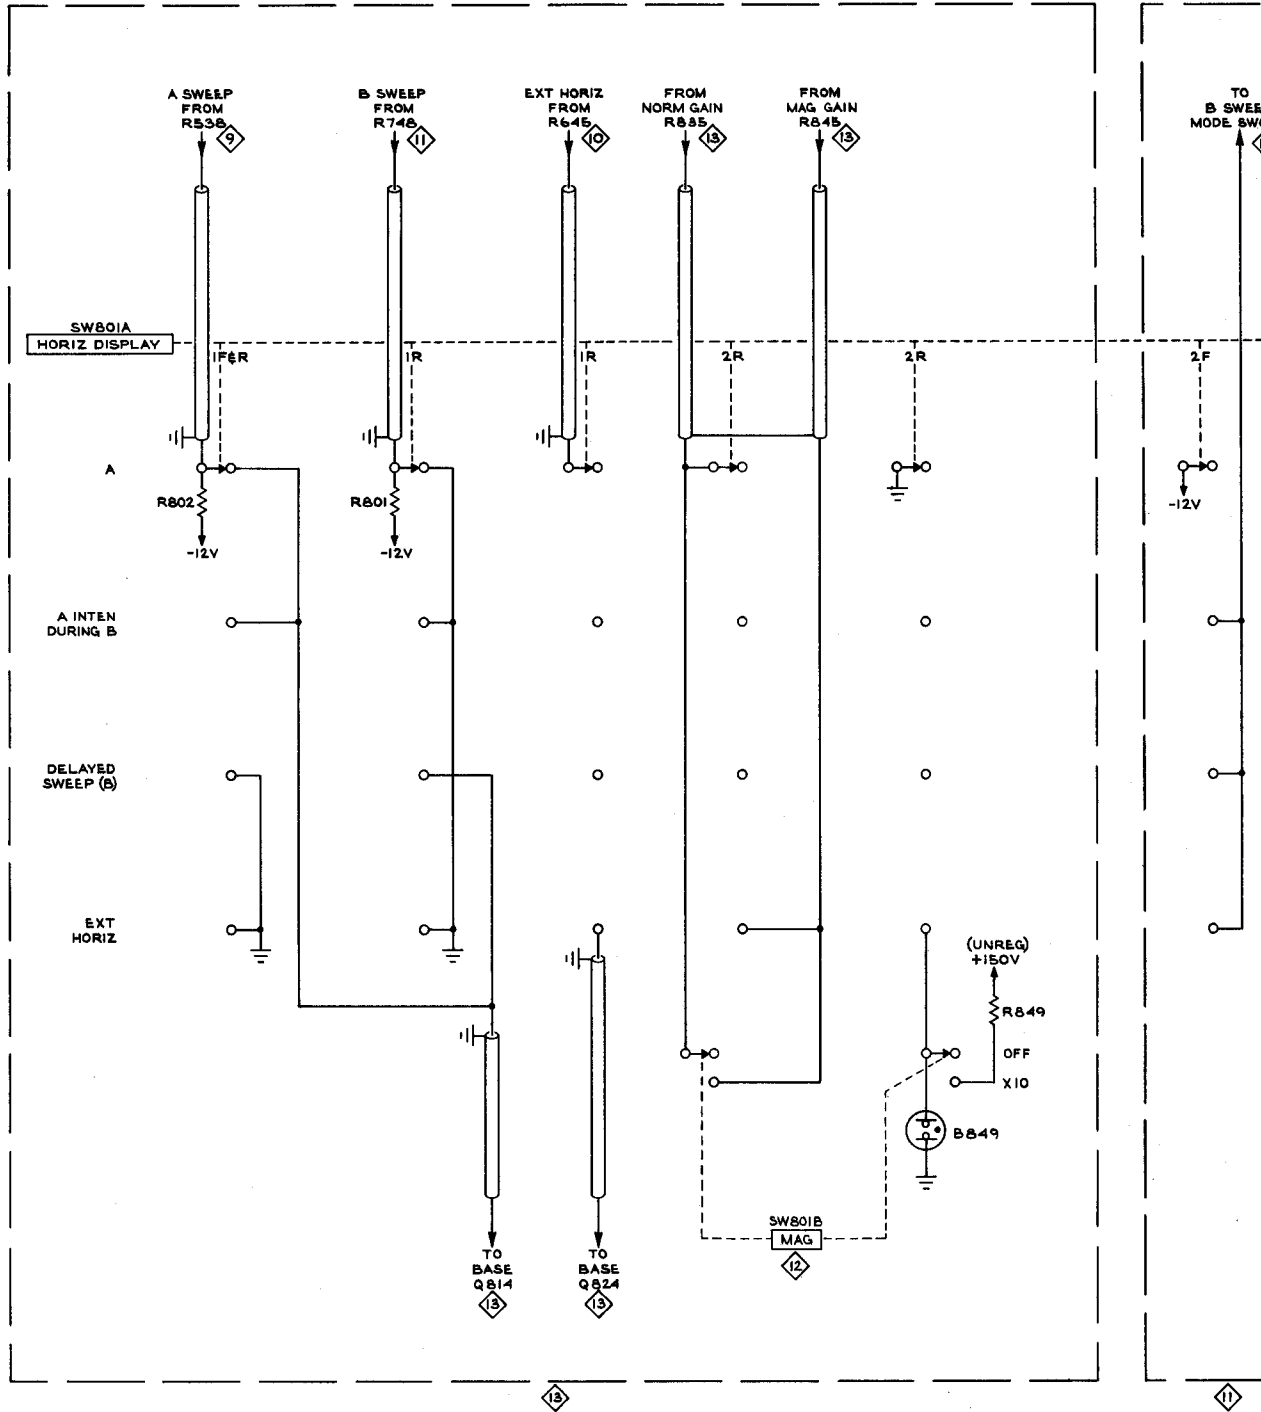 A SWEEP
FROM
R538
9
B SWEEP
FROM
R748
11
EXT HORIZ
FROM
R645
10
FROM
NORM GAIN
R835
13
FROM
MAG GAIN
R845
13
TO
B SWEE
MODE SW
SW801A
HORIZ DISPLAY
1F&R
1R
1R
2R
2R
2F
A
R802
-12V
R801
-12V
-12V
A INTEN
DURING B
DELAYED
SWEEP (B)
EXT
HORIZ
(UNREG)
+150V
R849
OFF
X10
B849
SW801B
MAG
12
TO
BASE
Q814
13
TO
BASE
Q824
13
13
11